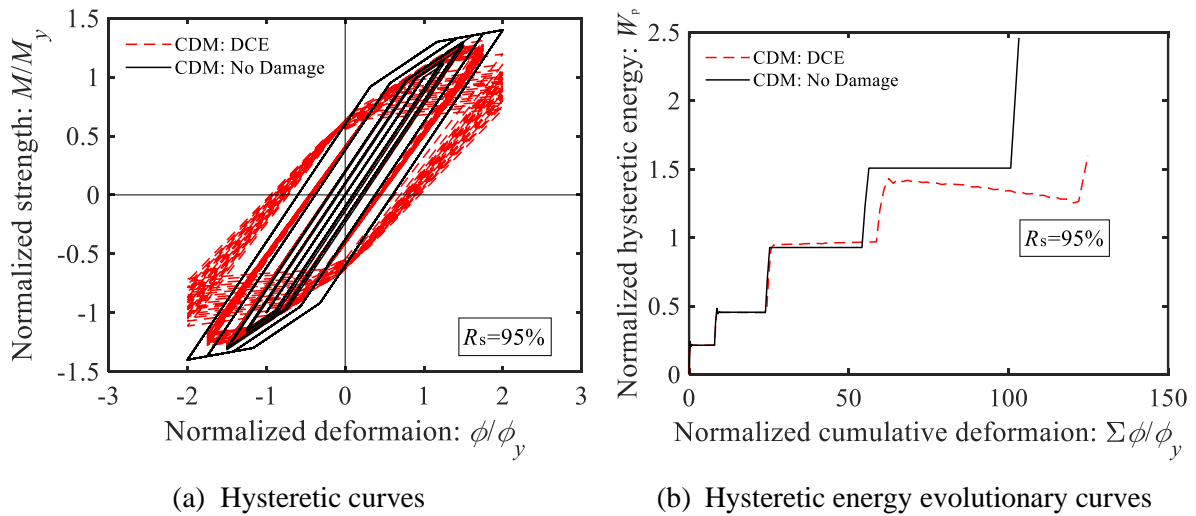 1.5
1
0.5
0
-0.5
-1
-1.5
Normalized strength: M/My
CDM: DCE
CDM: No Damage
Rs=95%
-3 -2 -1 0 1 2 3
Normalized deformaion: ϕ/ϕy
(a) Hysteretic curves
2.5
2
1.5
1
0.5
0
Normalized hysteretic energy: Wp
CDM: DCE
CDM: No Damage
Rs=95%
0 50 100 150
Normalized cumulative deformation: Σϕ/ϕy
(b) Hysteretic energy evolutionary curves